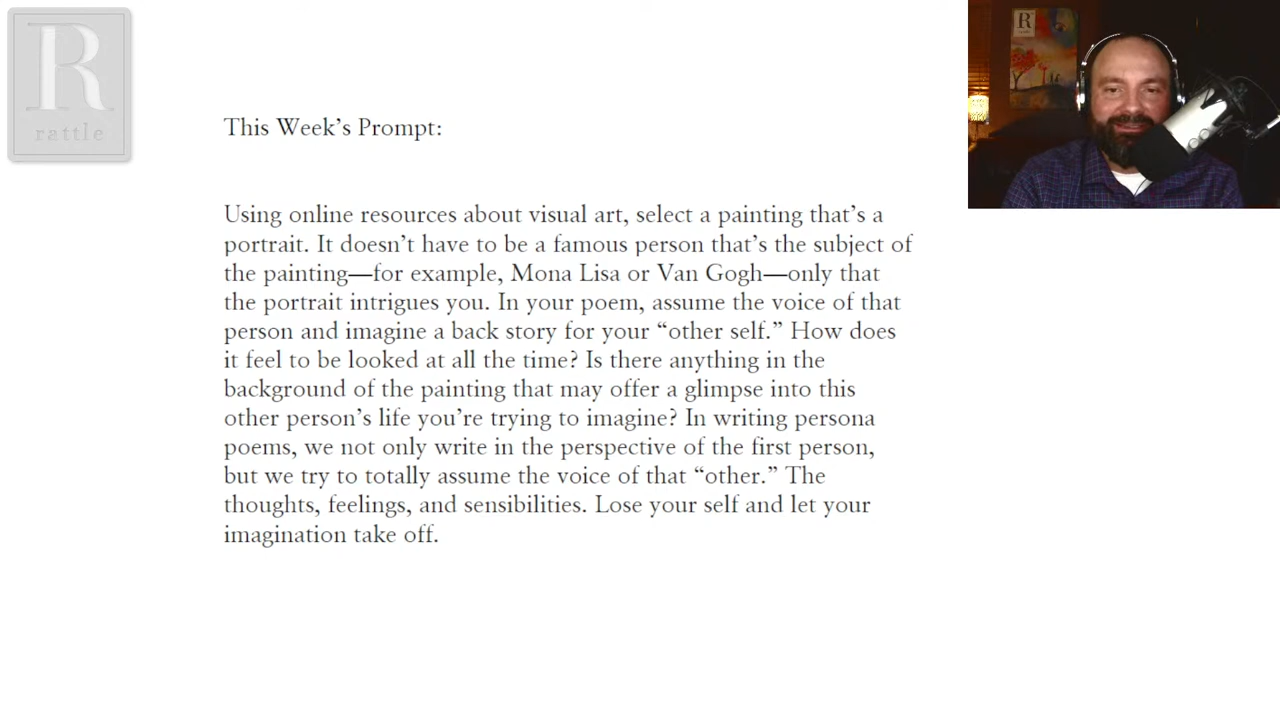 R
rattle
R
This Week’s Prompt:
Using online resources about visual art, select a painting that’s a
portrait. It doesn’t have to be a famous person that’s the subject of
the painting—for example, Mona Lisa or Van Gogh—only that
the portrait intrigues you. In your poem, assume the voice of that
person and imagine a back story for your “other self.” How does
it feel to be looked at all the time? Is there anything in the
background of the painting that may offer a glimpse into this
other person’s life you’re trying to imagine? In writing persona
poems, we not only write in the perspective of the first person,
but we try to totally assume the voice of that “other.” The
thoughts, feelings, and sensibilities. Lose your self and let your
imagination take off.